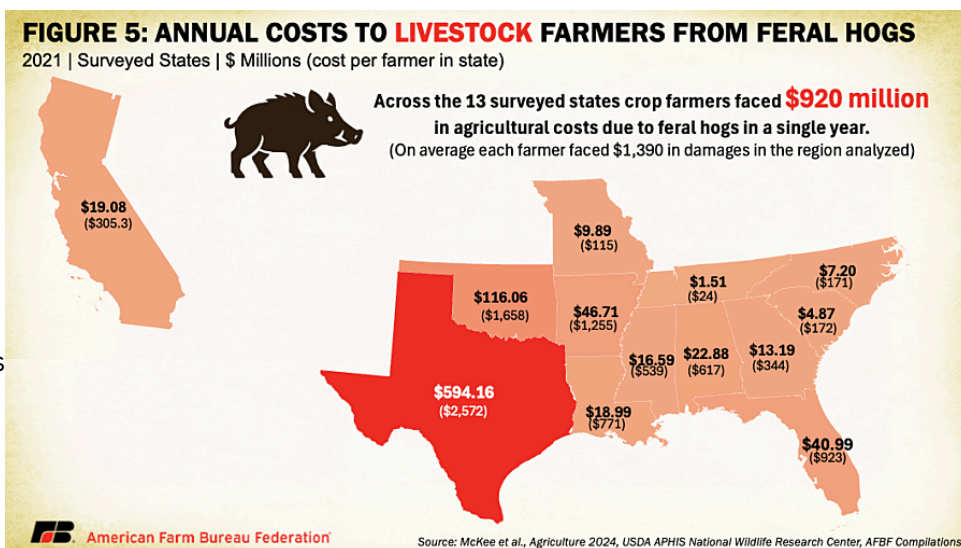 FIGURE 5: ANNUAL COSTS TO LIVESTOCK FARMERS FROM FERAL HOGS
2021 | Surveyed States | $ Millions (cost per farmer in state)
Across the 13 surveyed states crop farmers faced $920 million
in agricultural costs due to feral hogs in a single year.
(On average each farmer faced $1,390 in damages in the region analyzed)
$19.08
($305.3)
$9.89
($115)
$116.06
($1,658)
$46.71
($1,255)
$1.51
($24)
$7.20
($171)
$4.87
($172)
$16.59
($539)
$22.88
($617)
$13.19
($344)
$594.16
($2,572)
$18.99
($771)
$40.99
($923)
s
FB
American Farm Bureau Federation®
Source: McKee et al., Agriculture 2024, USDA APHIS National Wildlife Research Center, AFBF Compilations